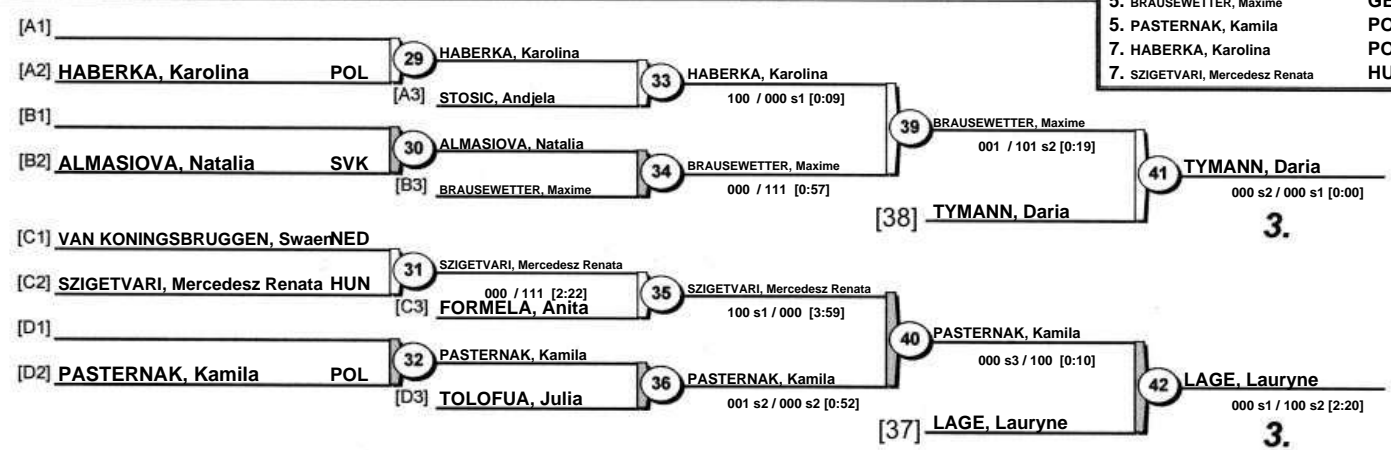 5. BRAUSEWETTER, Maxime
5. PASTERNAK, Kamila
7. HABERKA, Karolina
7. SZIGETVARI, Mercedesz Renata
[A1]
[A2] HABERKA, Karolina POL
29
HABERKA, Karolina
[A3] STOSIC, Andjela
33
HABERKA, Karolina
100 / 000 s1 [0:09]
[B1]
[B2] ALMASIOVA, Natalia SVK
30
ALMASIOVA, Natalia
[B3] BRAUSEWETTER, Maxime
34
BRAUSEWETTER, Maxime
000 / 111 [0:57]
39
BRAUSEWETTER, Maxime
001 / 101 s2 [0:19]
[38] TYMANN, Daria
41
TYMANN, Daria
000 s2 / 000 s1 [0:00]
3.
[C1] VAN KONINGSBRUGGEN, Swaen NED
[C2] SZIGETVARI, Mercedesz Renata HUN
31
SZIGETVARI, Mercedesz Renata
000 / 111 [2:22]
[C3] FORMELA, Anita
35
SZIGETVARI, Mercedesz Renata
100 s1 / 000 [3:59]
[D1]
[D2] PASTERNAK, Kamila POL
32
PASTERNAK, Kamila
[D3] TOLOFUA, Julia
36
PASTERNAK, Kamila
001 s2 / 000 s2 [0:52]
40
PASTERNAK, Kamila
000 s3 / 100 [0:10]
[37] LAGE, Lauryne
42
LAGE, Lauryne
000 s1 / 100 s2 [2:20]
3.